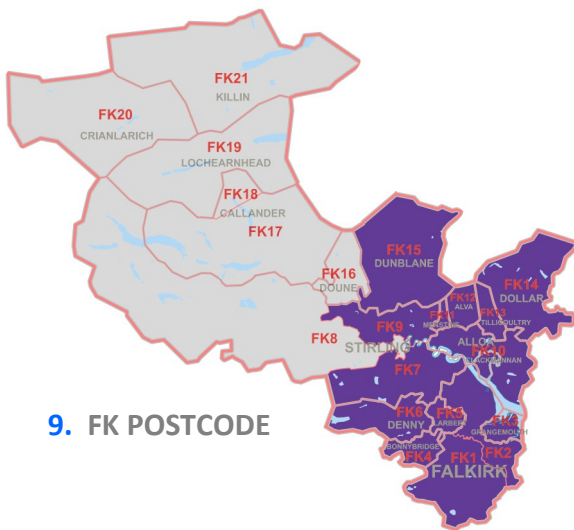 FK21
KILLIN
FK20
CRIANLARICH
FK19
LOCHEARNHEAD
FK18
CALLANDER
FK17
FK15
DUNBLANE
FK16
DOUNE
FK14
DOLLAR
FK12
ALVA
FK13
TILLICOULTRY
FK11
MENSTRIE
FK9
FK8
STIRLING
ALLOA
FK10
CLACKMANNAN
FK7
FK6
DENNY
FK5
LARBERT
FK3
GRANGEMOUTH
BONNYBRIDGE
FK4
FK1
FK2
FALKIRK
9. FK POSTCODE